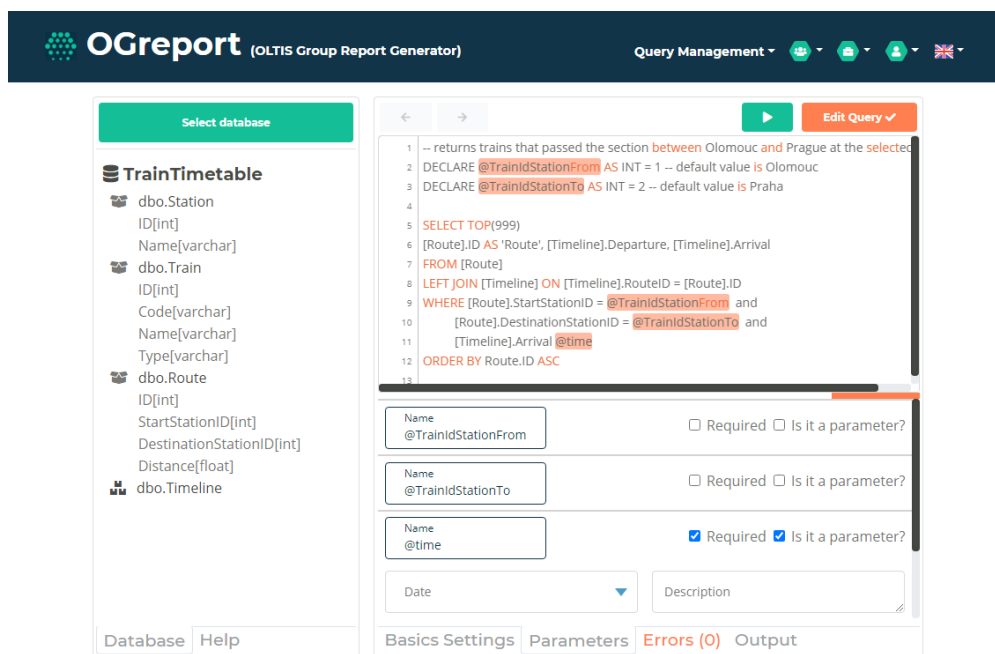 OGreport (OLTIS Group Report Generator)
Query Management
Select database
TrainTimetable
dbo.Station
ID[int]
Name[varchar]
dbo.Train
ID[int]
Code[varchar]
Name[varchar]
Type[varchar]
dbo.Route
ID[int]
StartStationID[int]
DestinationStationID[int]
Distance[float]
dbo.Timeline
Database Help
Edit Query
1 -- returns trains that passed the section between Olomouc and Prague at the selected
2 DECLARE @TrainIdStationFrom AS INT = 1 -- default value is Olomouc
3 DECLARE @TrainIdStationTo AS INT = 2 -- default value is Praha
4
5 SELECT TOP(999)
6 [Route].ID AS 'Route', [Timeline].Departure, [Timeline].Arrival
7 FROM [Route]
8 LEFT JOIN [Timeline] ON [Timeline].RouteID = [Route].ID
9 WHERE [Route].StartStationID = @TrainIdStationFrom and
10 [Route].DestinationStationID = @TrainIdStationTo and
11 [Timeline].Arrival @time
12 ORDER BY Route.ID ASC
13
Name
@TrainIdStationFrom
Required Is it a parameter?
Name
@TrainIdStationTo
Required Is it a parameter?
Name
@time
Required Is it a parameter?
Date
Description
Basics Settings Parameters Errors (0) Output